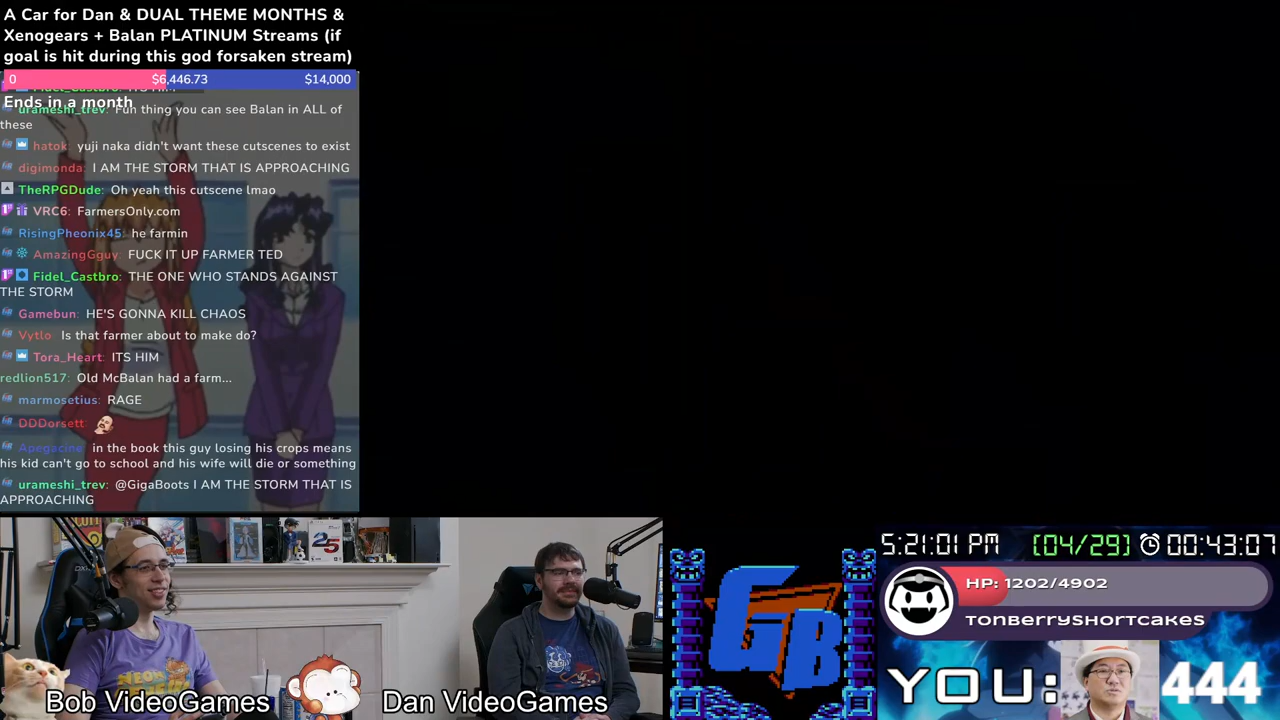 A Car for Dan & DUAL THEME MONTHS &
Xenogears + Balan PLATINUM Streams (if
goal is hit during this god forsaken stream)
0 $6,446.73 $14,000
Ends in a month
urameshi_trev: Fun thing you can see Balan in ALL of
these
hatok: yuji naka didn't want these cutscenes to exist
digimonda: I AM THE STORM THAT IS APPROACHING
TheRPGDude: Oh yeah this cutscene lmao
VRC6: FarmersOnly.com
RisingPheonix45: he farmin
AmazingGguy: FUCK IT UP FARMER TED
Fidel_Castbro: THE ONE WHO STANDS AGAINST
THE STORM
Gamebun: HE'S GONNA KILL CHAOS
Vytlo Is that farmer about to make do?
Tora_Heart: ITS HIM
redlion517: Old McBalan had a farm...
marmosetius: RAGE
DDDorsett:
Apegacine in the book this guy losing his crops means
his kid can't go to school and his wife will die or something
urameshi_trev: @GigaBoots I AM THE STORM THAT IS
APPROACHING
25
NEON
Bob VideoGames
Dan VideoGames
GB
5:21:01 PM [04/29] 00:43:07
HP: 1202/4902
TonBerryShortcakes
YOU: 444